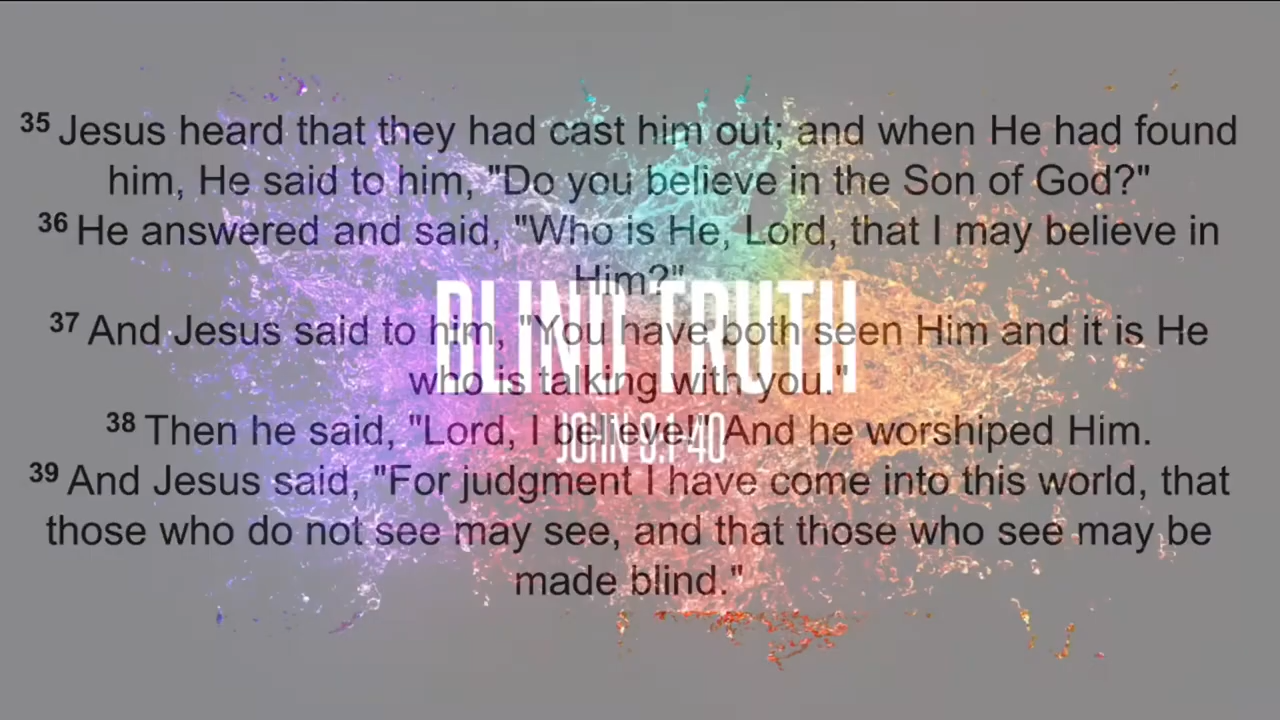 35 Jesus heard that they had cast him out; and when He had found
him, He said to him, "Do you believe in the Son of God?"
36 He answered and said, "Who is He, Lord, that I may believe in
Him?"
BLIND TRUTH
37 And Jesus said to him, "You have both seen Him and it is He
who is talking with you."
38 Then he said, "Lord, I believe!" And he worshiped Him.
JOHN 9:1-40
39 And Jesus said, "For judgment I have come into this world, that
those who do not see may see, and that those who see may be
made blind."